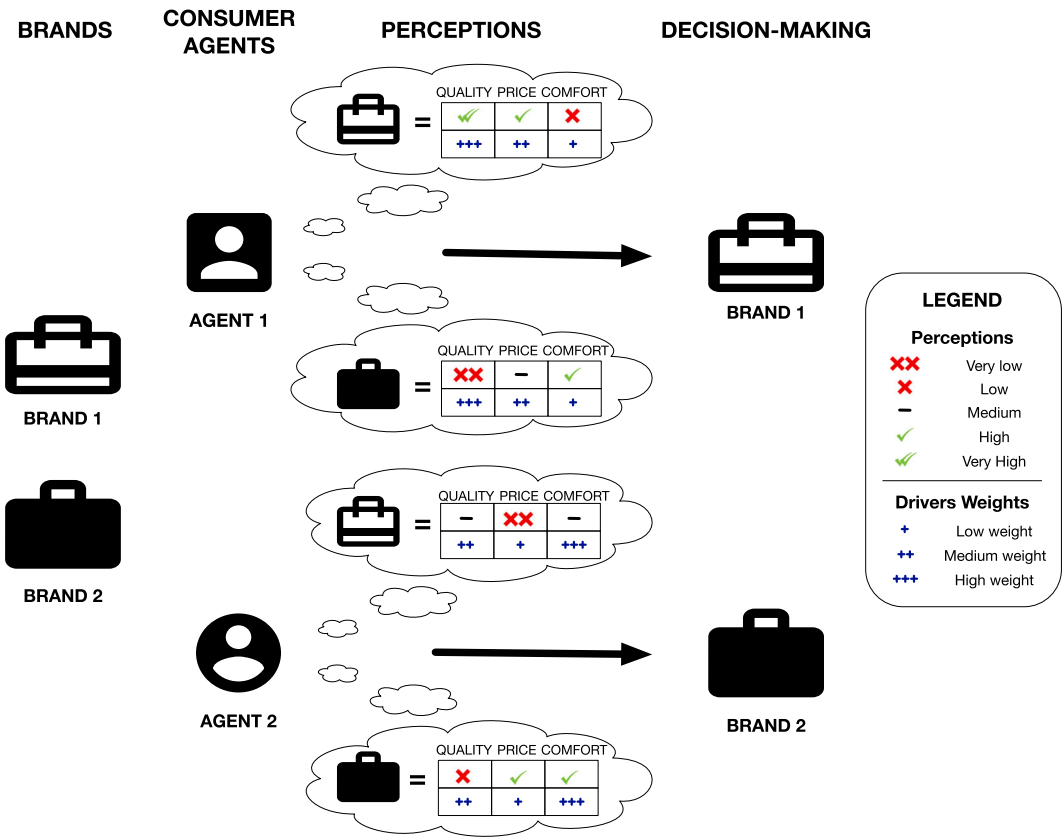 BRANDS
CONSUMER
AGENTS
PERCEPTIONS
DECISION-MAKING
QUALITY PRICE COMFORT
=
+++ ++ +
AGENT 1
BRAND 1
QUALITY PRICE COMFORT
=
–
+++ ++ +
BRAND 1
BRAND 2
QUALITY PRICE COMFORT
=
– –
++ + +++
AGENT 2
BRAND 2
QUALITY PRICE COMFORT
=
++ + +++
LEGEND
Perceptions
Very low
Low
– Medium
High
Very High
Drivers Weights
+ Low weight
++ Medium weight
+++ High weight